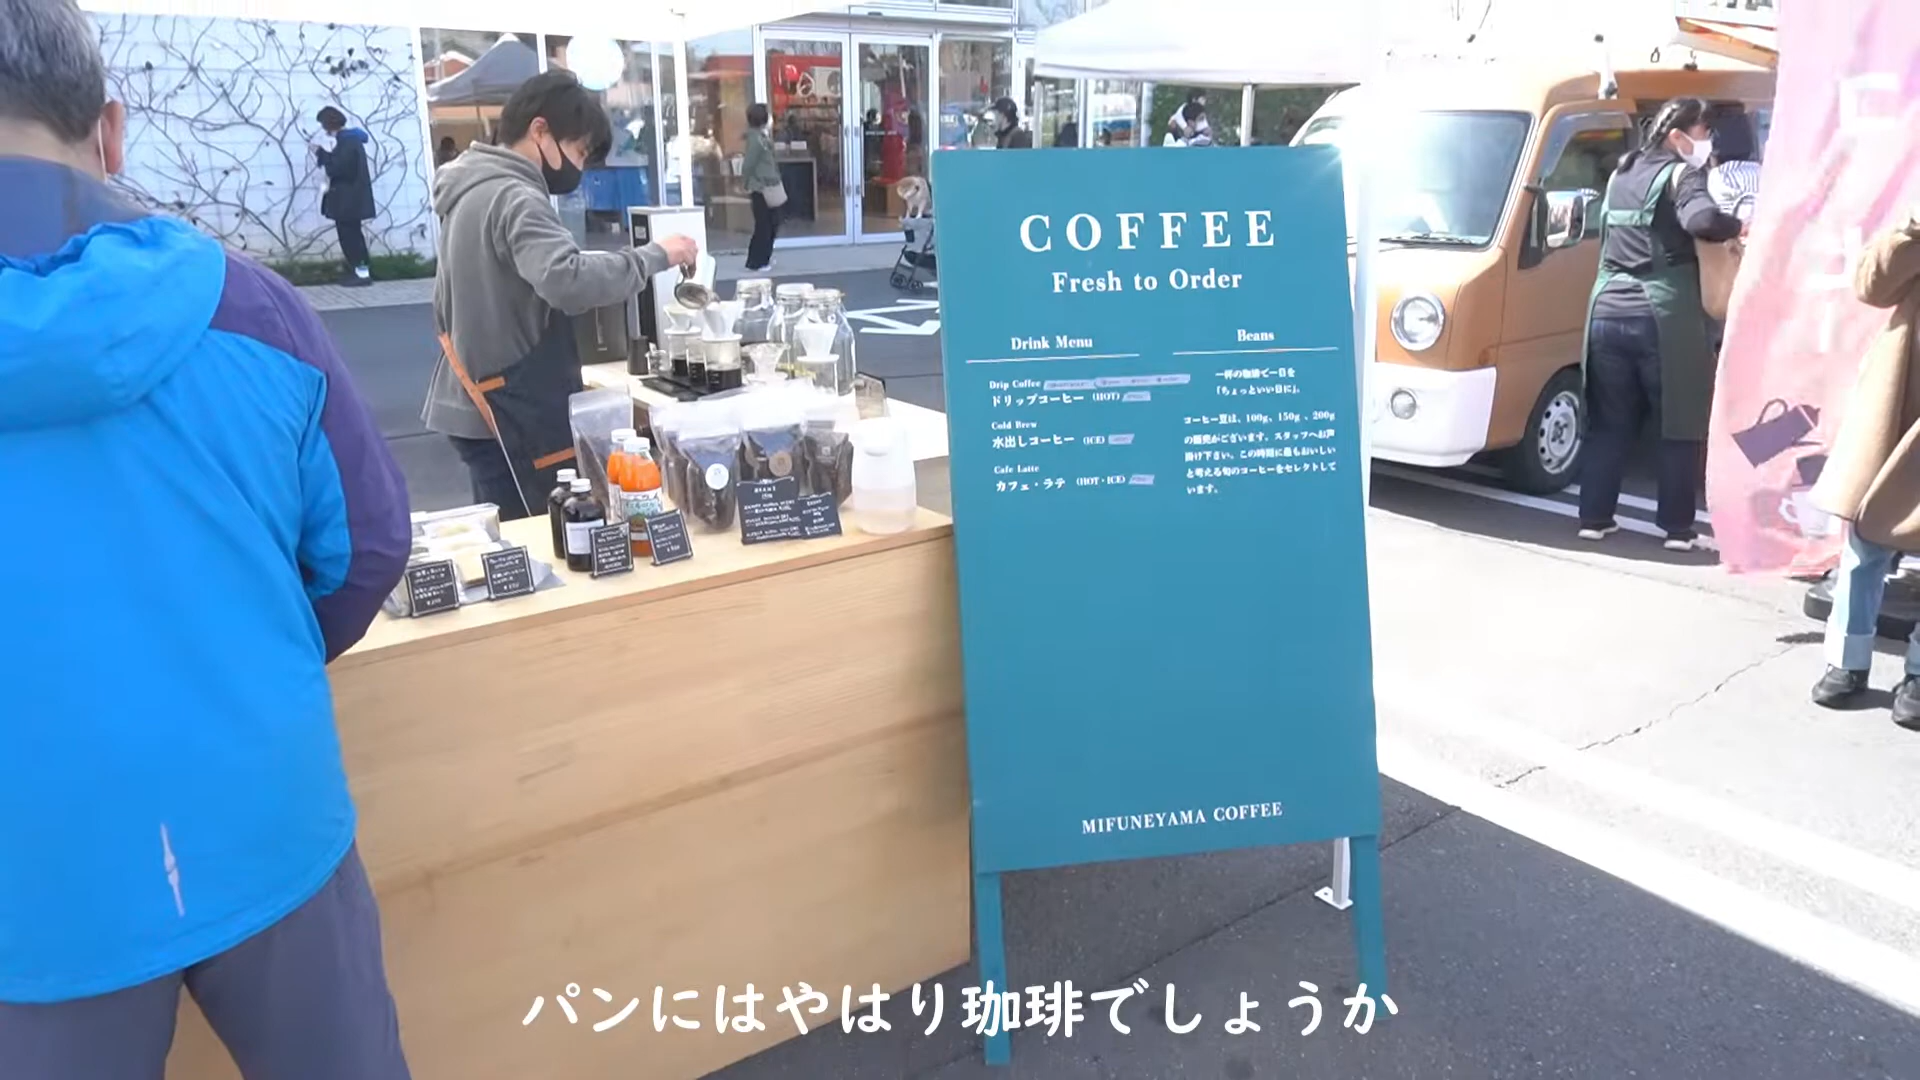 COFFEE
Fresh to Order
Drink Menu
Drip Coffee
ドリップコーヒー (HOT)
Cold Brew
水出しコーヒー (ICE)
Cafe Latte
カフェ・ラテ (HOT・ICE)
Beans
一杯の珈琲で一日を
「ちょっといい日に」。
コーヒー豆は、100g、150g、200g
の販売がございます。スタッフへお声
掛け下さい。この時間に最もおいしい
と考える旬のコーヒーをセレクトして
います。
MIFUNEYAMA COFFEE
パンにはやはり珈琲でしょうか